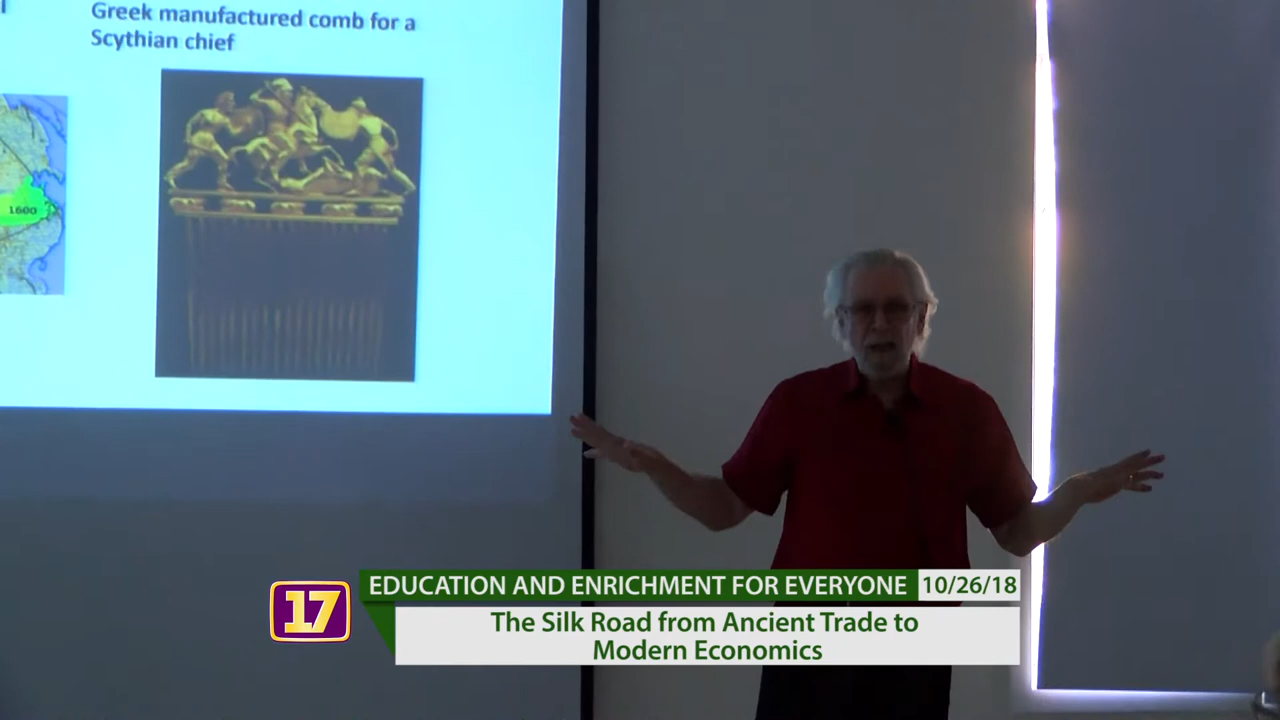 Greek manufactured comb for a
Scythian chief
1600
17
EDUCATION AND ENRICHMENT FOR EVERYONE
10/26/18
The Silk Road from Ancient Trade to
Modern Economics